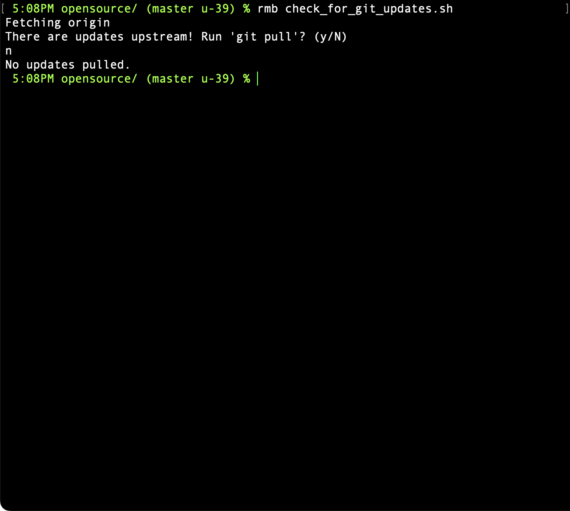 [ 5:08PM opensource/ (master u-39) % rmb check_for_git_updates.sh ]
Fetching origin
There are updates upstream! Run 'git pull'? (y/N)
n
No updates pulled.
5:08PM opensource/ (master u-39) %